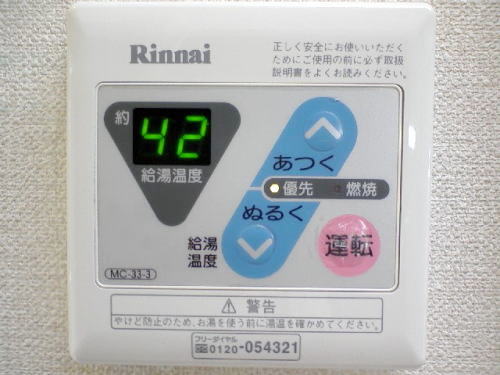 Rinnai
正しく安全にお使いいただく
ためにご使用の前に必ず取扱
説明書をよくお読みください。
約
42
給湯温度
あつく
優先 燃焼
ぬるく
給湯
温度
運転
MC-33-3
⚠ 警告
やけど防止のため、お湯を使う前に湯温を確かめてください。
フリーダイヤル
0120-054321